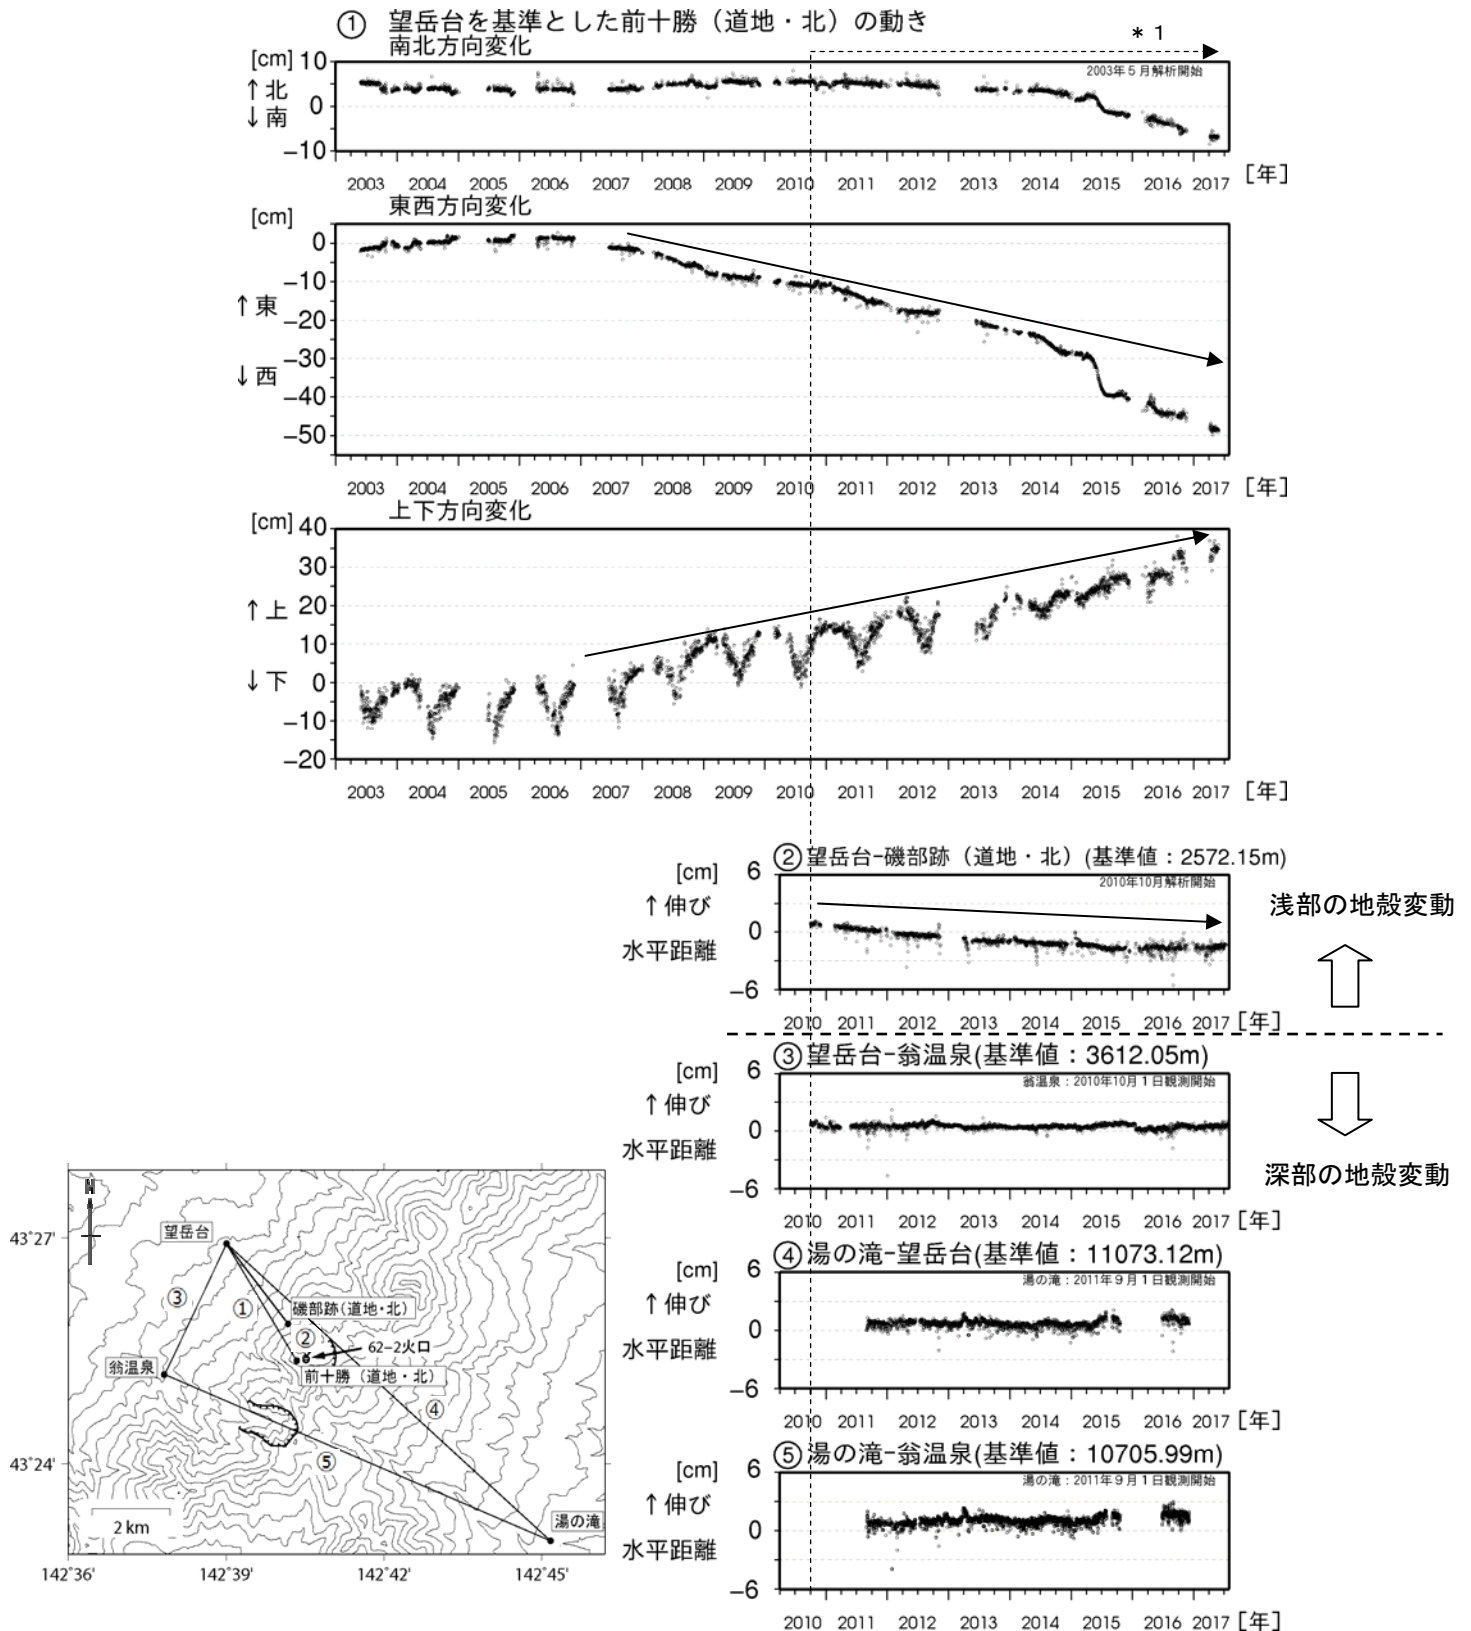 ① 望岳台を基準とした前十勝（道地・北）の動き
南北方向変化
＊１
[cm]
10
0
−10
↑北
↓南
2003年５月解析開始
2003 2004 2005 2006 2007 2008 2009 2010 2011 2012 2013 2014 2015 2016 2017 [年]
東西方向変化
[cm]
0
−10
−20
−30
−40
−50
↑東
↓西
2003 2004 2005 2006 2007 2008 2009 2010 2011 2012 2013 2014 2015 2016 2017 [年]
上下方向変化
[cm]
40
30
20
10
0
−10
−20
↑上
↓下
2003 2004 2005 2006 2007 2008 2009 2010 2011 2012 2013 2014 2015 2016 2017 [年]
②望岳台−磯部跡（道地・北）(基準値：2572.15m)
[cm]
6
0
−6
↑伸び
水平距離
2010年10月解析開始
2010 2011 2012 2013 2014 2015 2016 2017 [年]
浅部の地殻変動
③望岳台−翁温泉(基準値：3612.05m)
[cm]
6
0
−6
↑伸び
水平距離
翁温泉：2010年10月１日観測開始
2010 2011 2012 2013 2014 2015 2016 2017 [年]
深部の地殻変動
④湯の滝−望岳台(基準値：11073.12m)
[cm]
6
0
−6
↑伸び
水平距離
湯の滝：2011年９月１日観測開始
2010 2011 2012 2013 2014 2015 2016 2017 [年]
⑤湯の滝−翁温泉(基準値：10705.99m)
[cm]
6
0
−6
↑伸び
水平距離
湯の滝：2011年９月１日観測開始
2010 2011 2012 2013 2014 2015 2016 2017 [年]
N
43˚27'
43˚24'
望岳台
③
①
磯部跡（道地・北）
②
62−2火口
翁温泉
前十勝（道地・北）
④
⑤
2 km
湯の滝
142˚36' 142˚39' 142˚42' 142˚45'